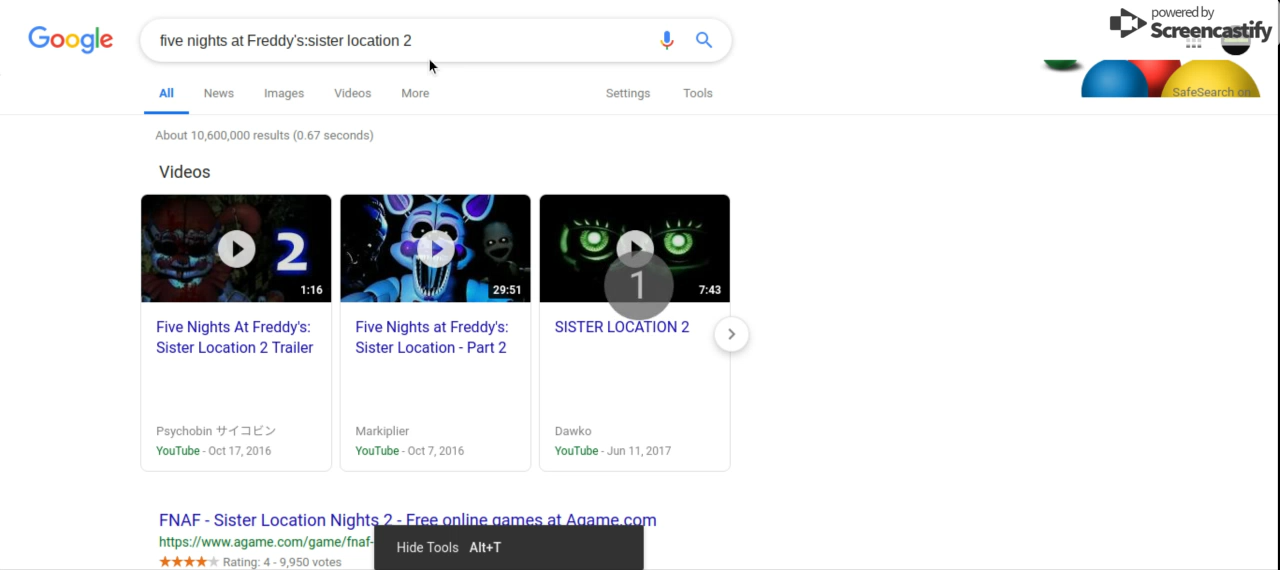 powered by
Screencastify
Google
five nights at Freddy's:sister location 2
All News Images Videos More Settings Tools
SafeSearch on
About 10,600,000 results (0.67 seconds)
Videos
2
1:16
29:51
1
7:43
Five Nights At Freddy's:
Sister Location 2 Trailer
Psychobin サイコビン
YouTube - Oct 17, 2016
Five Nights at Freddy's:
Sister Location - Part 2
Markiplier
YouTube - Oct 7, 2016
SISTER LOCATION 2
Dawko
YouTube - Jun 11, 2017
FNAF - Sister Location Nights 2 - Free online games at Agame.com
https://www.agame.com/game/fnaf-
Rating: 4 - 9,950 votes
Hide Tools Alt+T